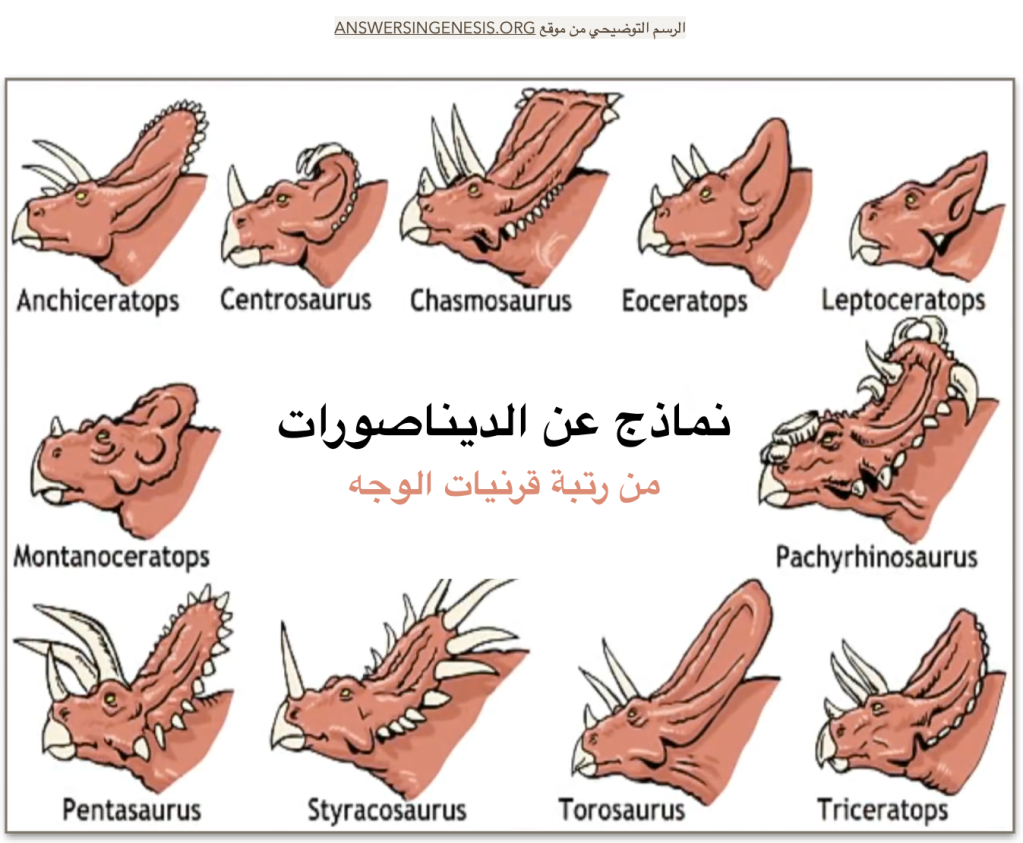 الرسم التوضيحي من موقع ANSWERSINGENESIS.ORG
Anchiceratops Centrosaurus Chasmosaurus Eoceratops Leptoceratops
نماذج عن الديناصورات
من رتبة قرنيات الوجه
Montanoceratops Pachyrhinosaurus
Pentasaurus Styracosaurus Torosaurus Triceratops